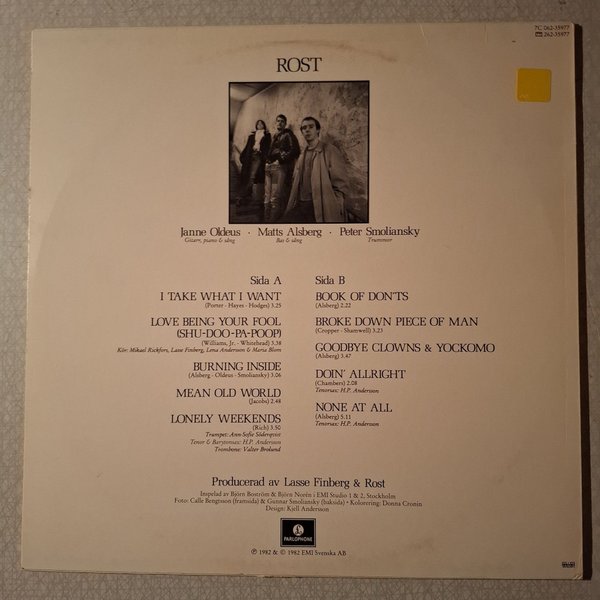 7C 062-35977
262-35977
ROST
Janne Oldeus · Matts Alsberg · Peter Smoliansky
Gitarr, piano & sång Bas & sång Trummor
Sida A
I TAKE WHAT I WANT
(Porter - Hayes - Hodges) 3.25
LOVE BEING YOUR FOOL
(SHU-DOO-PA-POOP)
(Williams, Jr. - Whitehead) 3.38
Kör: Mikael Rickfors, Lasse Finberg, Lena Andersson & Maria Blom
BURNING INSIDE
(Alsberg - Oldeus - Smoliansky) 3.06
MEAN OLD WORLD
(Jacobs) 2.48
LONELY WEEKENDS
(Rich) 3.50
Trumpet: Ann-Sofie Söderqvist
Tenor & Barytonsax: H.P. Andersson
Trombone: Valter Brolund
Sida B
BOOK OF DON'TS
(Alsberg) 2.22
BROKE DOWN PIECE OF MAN
(Cropper - Shamwell) 3.23
GOODBYE CLOWNS & YOCKOMO
(Alsberg) 3.47
DOIN' ALLRIGHT
(Chambers) 2.08
Tenorsax: H.P. Andersson
NONE AT ALL
(Alsberg) 5.11
Tenorsax: H.P. Andersson
Producerad av Lasse Finberg & Rost
Inspelad av Björn Boström & Björn Norén i EMI Studio 1 & 2, Stockholm
Foto: Calle Bengtsson (framsida) & Gunnar Smoliansky (baksida) · Kolorering: Donna Cronin
Design: Kjell Andersson
PARLOPHONE
℗ 1982 & © 1982 EMI Svenska AB